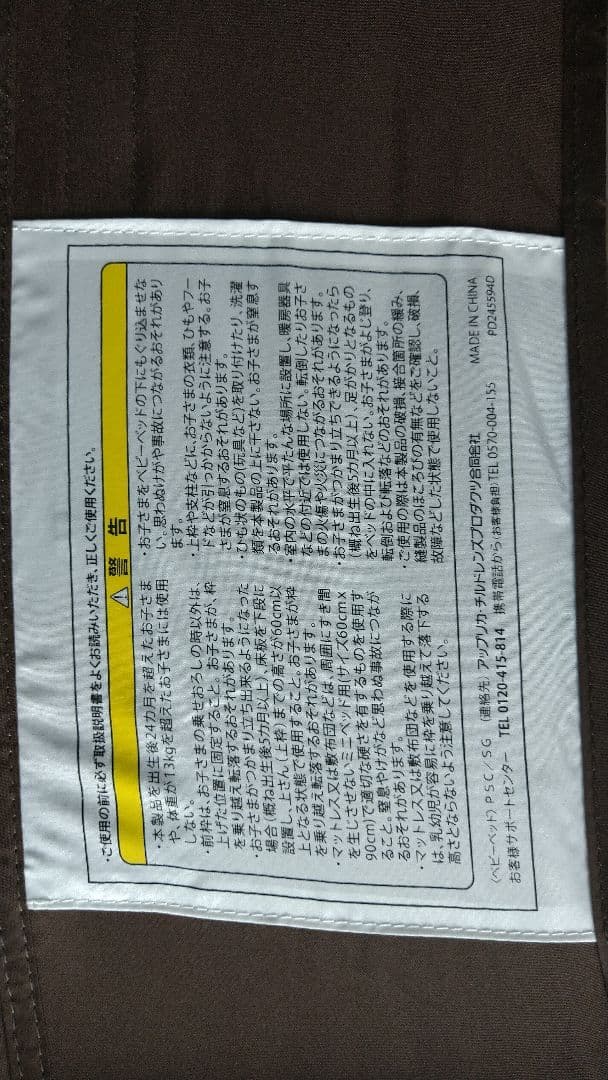 ・ご使用の前に必ず取扱説明書をよくお読みいただき、正しくご使用ください。
警告
・本製品を出生後24カ月を超えたお子さま
や、体重が13kgを超えたお子さまには使用
しない。
・前枠は、お子さまの乗せおろしの時以外は、
上げた位置に固定すること。お子さまが、枠
を乗り越え転落するおそれがあります。
・お子さまがつかまり立ち出来るようになった
場合(概ね出生後5カ月以上)、床板を下段に
設置し、上さん(上枠)までの高さが60cm以
上となる状態で使用すること。お子さまが枠
を乗り越え転落するおそれがあります。
・マットレス又は敷布団などは、周囲にすき間
を生じさせないミニベッド用(サイズ60cm×
90cm)で適切な硬さを有するものを使用す
ること。窒息やけがなど思わぬ事故につなが
るおそれがあります。
・マットレス又は敷布団などを使用する際に
は、乳幼児が容易に枠を乗り越えて落下する
高さとならないよう注意してください。
・お子さまをベビーベッドの下にもぐり込ませな
い。思わぬけがや事故につながるおそれがあり
ます。
・上枠や支柱などに、お子さまの衣類、ひもやフー
ドなどが引っかからないように注意する。お子
さまが窒息するおそれがあります。
・ひも状のもの(玩具など)を取り付けたり、洗濯
類を本製品の上に干さない。お子さまが窒息す
るおそれがあります。
・室内の水平で平たんな場所に設置し、暖房器具
などの付近では使用しない。転倒したりお子さ
まの火傷や火災につながるおそれがあります。
・お子さまがつかまり立ちできるようになったら
(概ね出生後5カ月以上)、足がかりとなるもの
をベッドの中に入れない。お子さまがよじ登り、
転倒および転落などのおそれがあります。
・ご使用の際は本製品の破損、接合箇所の緩み、
縫製品のほころびの有無などをご確認し、破損、
故障などした状態で使用しないこと。
〈ベビーベッド〉PSC/SG (連絡先)アップリカ・チルドレンズプロダクツ合同会社 MADE IN CHINA
お客様サポートセンター TEL 0120-415-814 携帯電話から(お客様負担)TEL 0570-004-155 PD245594D